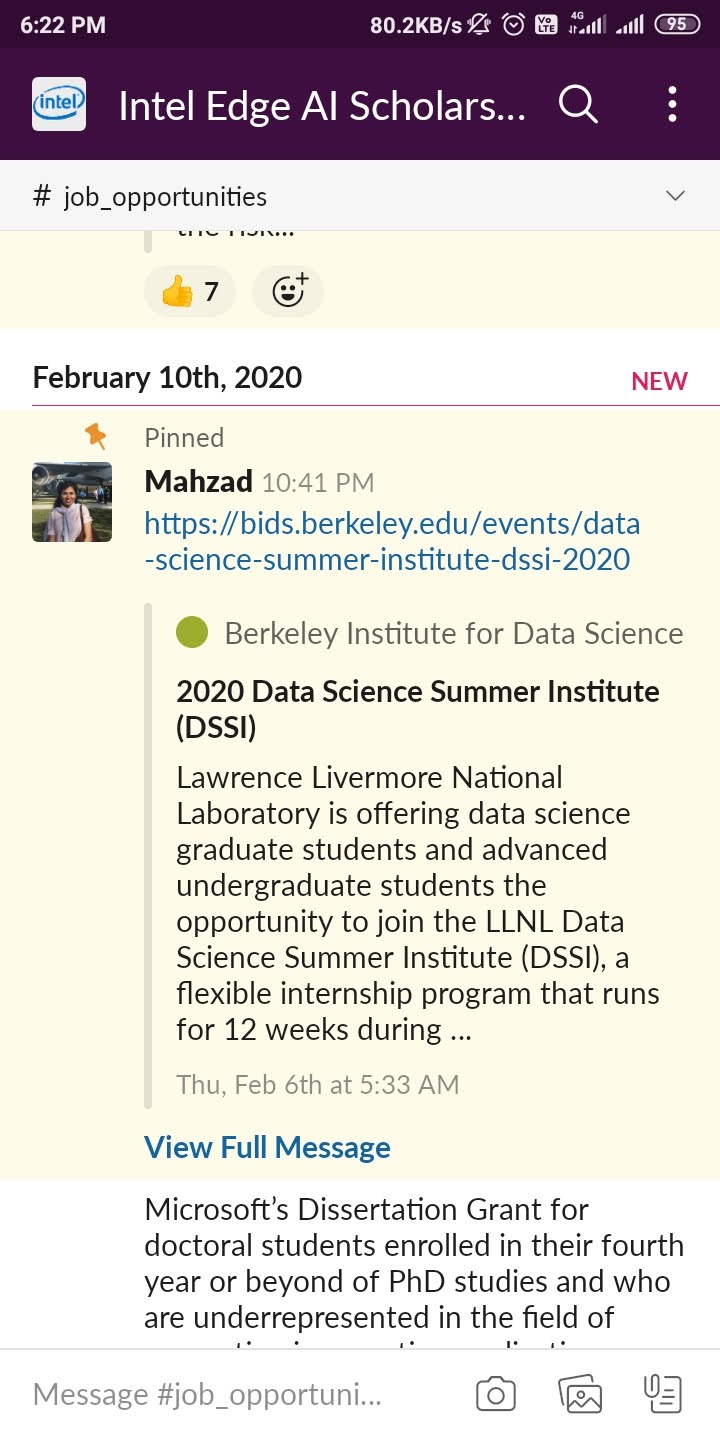 6:22 PM 80.2KB/s Vo LTE 4G 95
intel Intel Edge AI Scholars...
# job_opportunities
the risk...
7
February 10th, 2020 NEW
Pinned
Mahzad 10:41 PM
https://bids.berkeley.edu/events/data
-science-summer-institute-dssi-2020
Berkeley Institute for Data Science
2020 Data Science Summer Institute
(DSSI)
Lawrence Livermore National
Laboratory is offering data science
graduate students and advanced
undergraduate students the
opportunity to join the LLNL Data
Science Summer Institute (DSSI), a
flexible internship program that runs
for 12 weeks during ...
Thu, Feb 6th at 5:33 AM
View Full Message
Microsoft’s Dissertation Grant for
doctoral students enrolled in their fourth
year or beyond of PhD studies and who
are underrepresented in the field of
Message #job_opportuni...